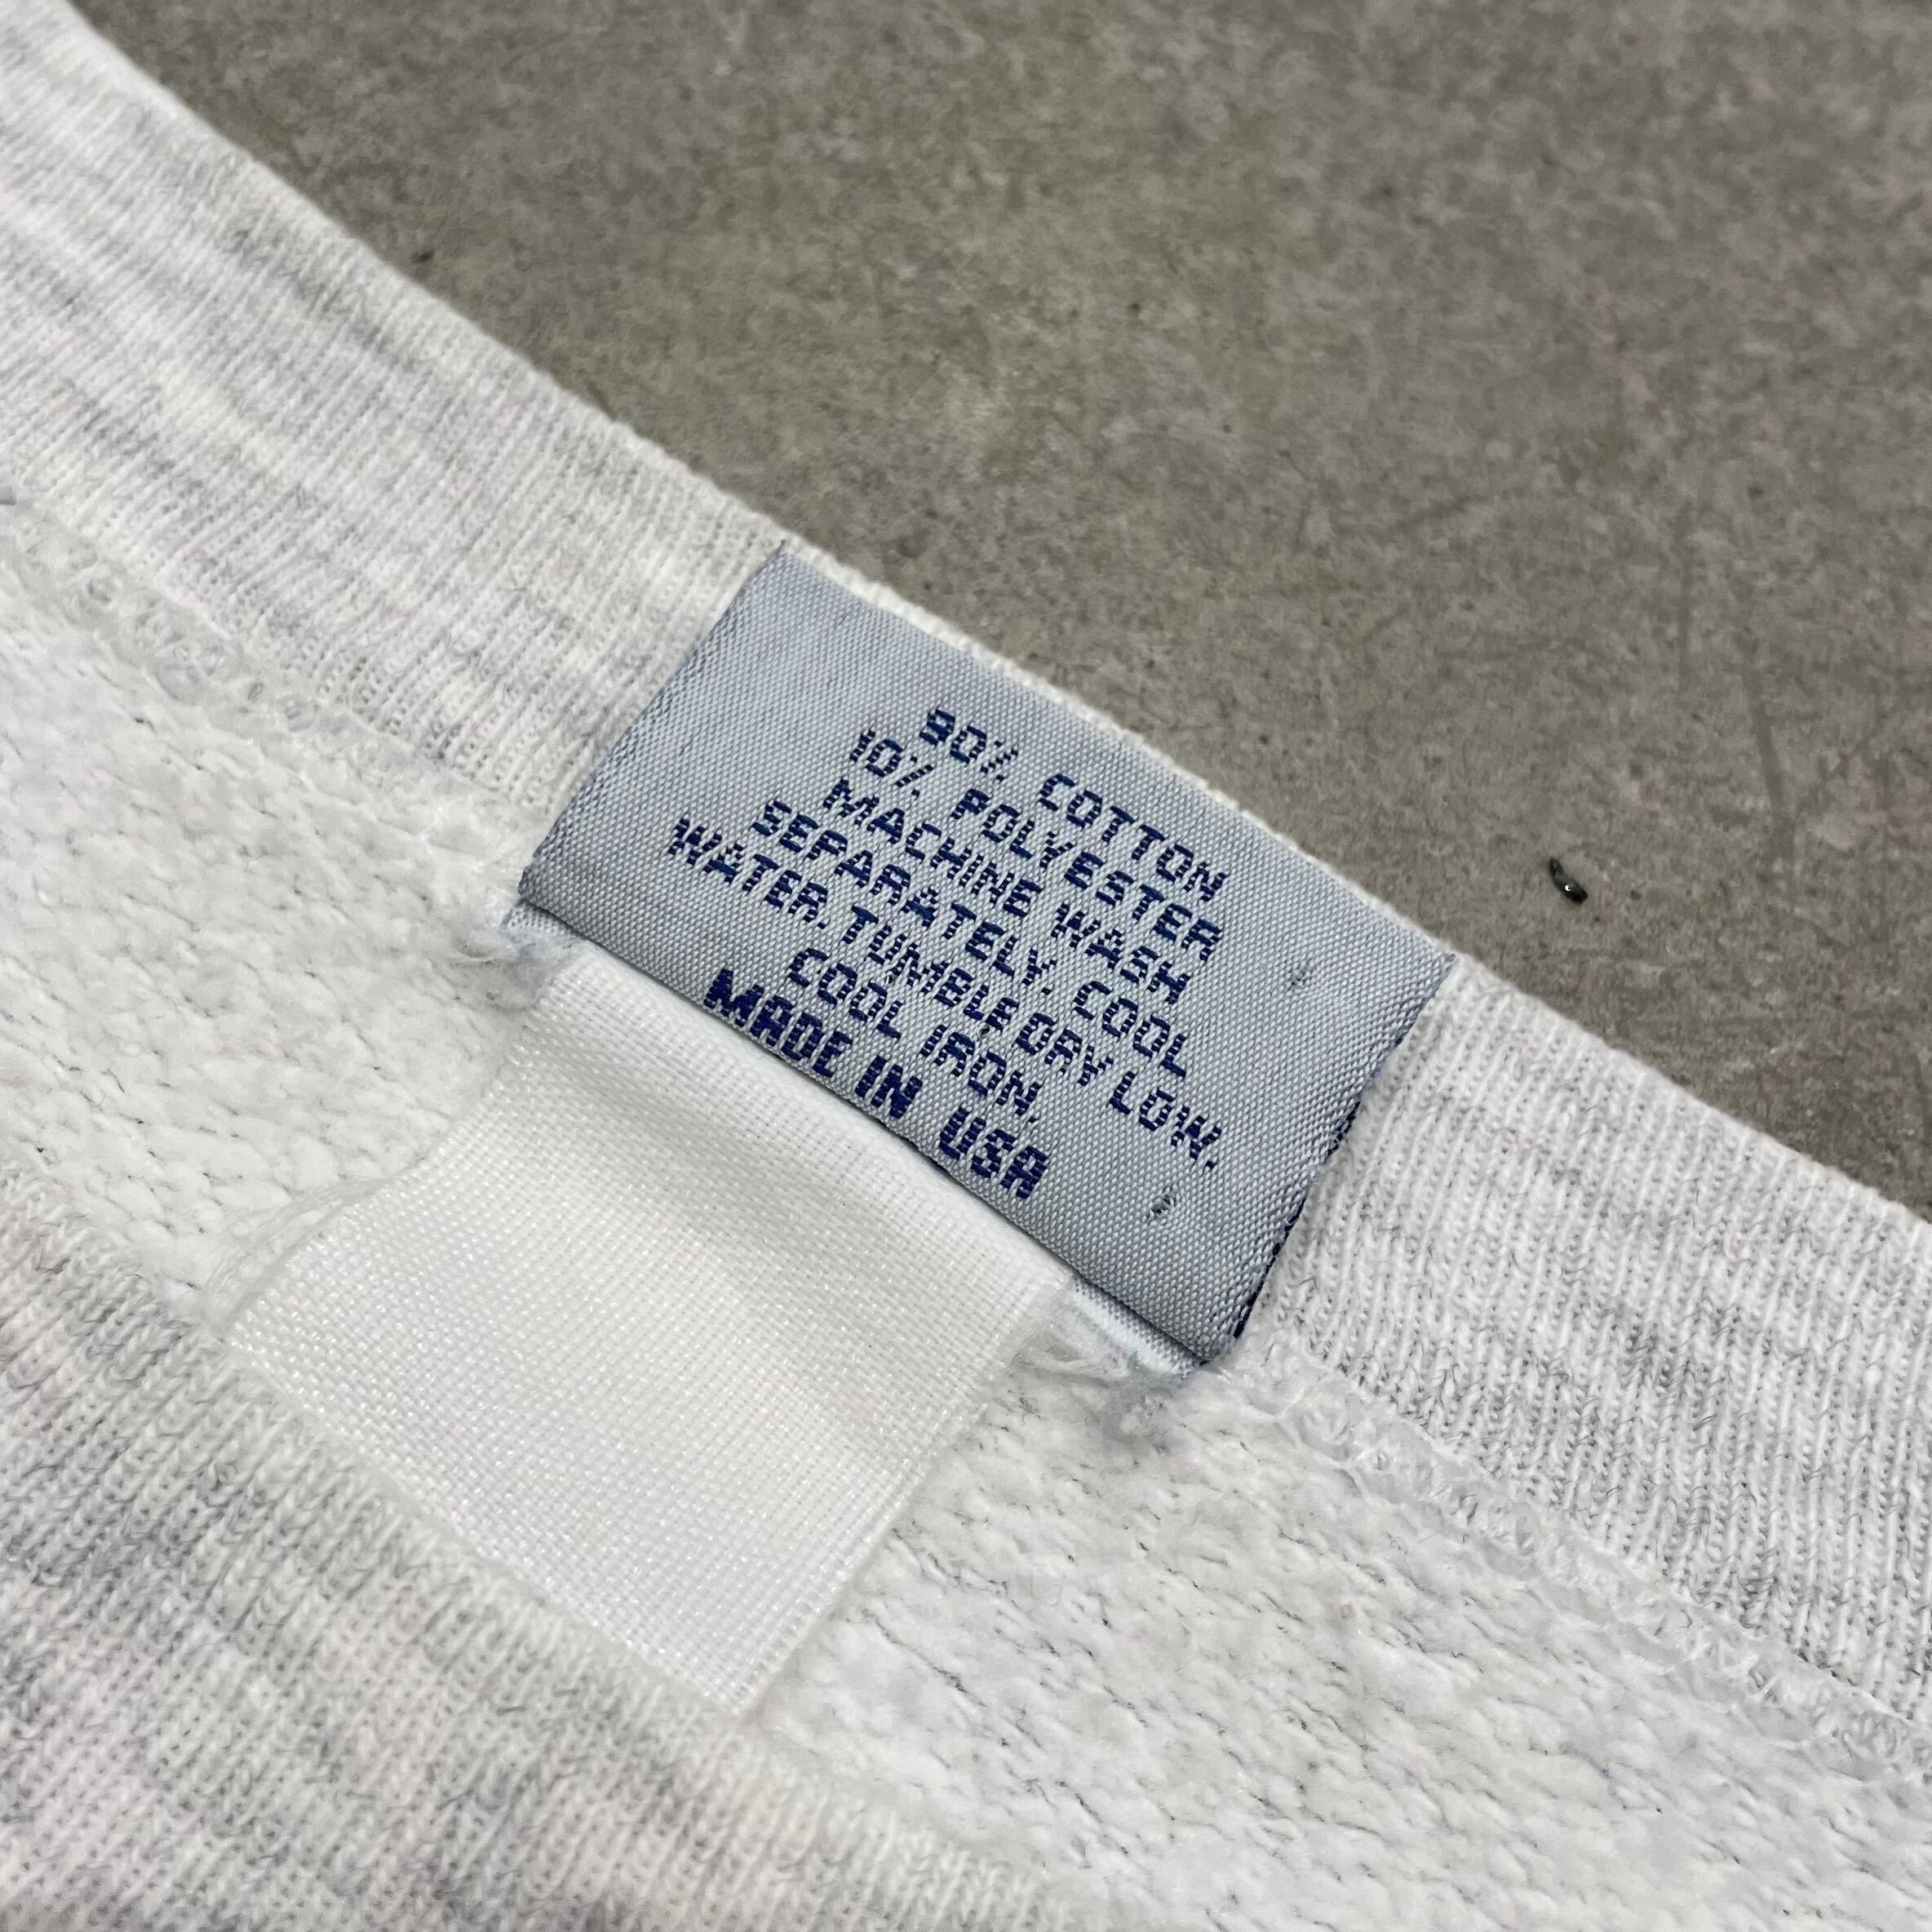 90% COTTON
10% POLYESTER
MACHINE WASH
SEPARATELY. COOL
WATER. TUMBLE DRY LOW.
COOL IRON.
MADE IN USA